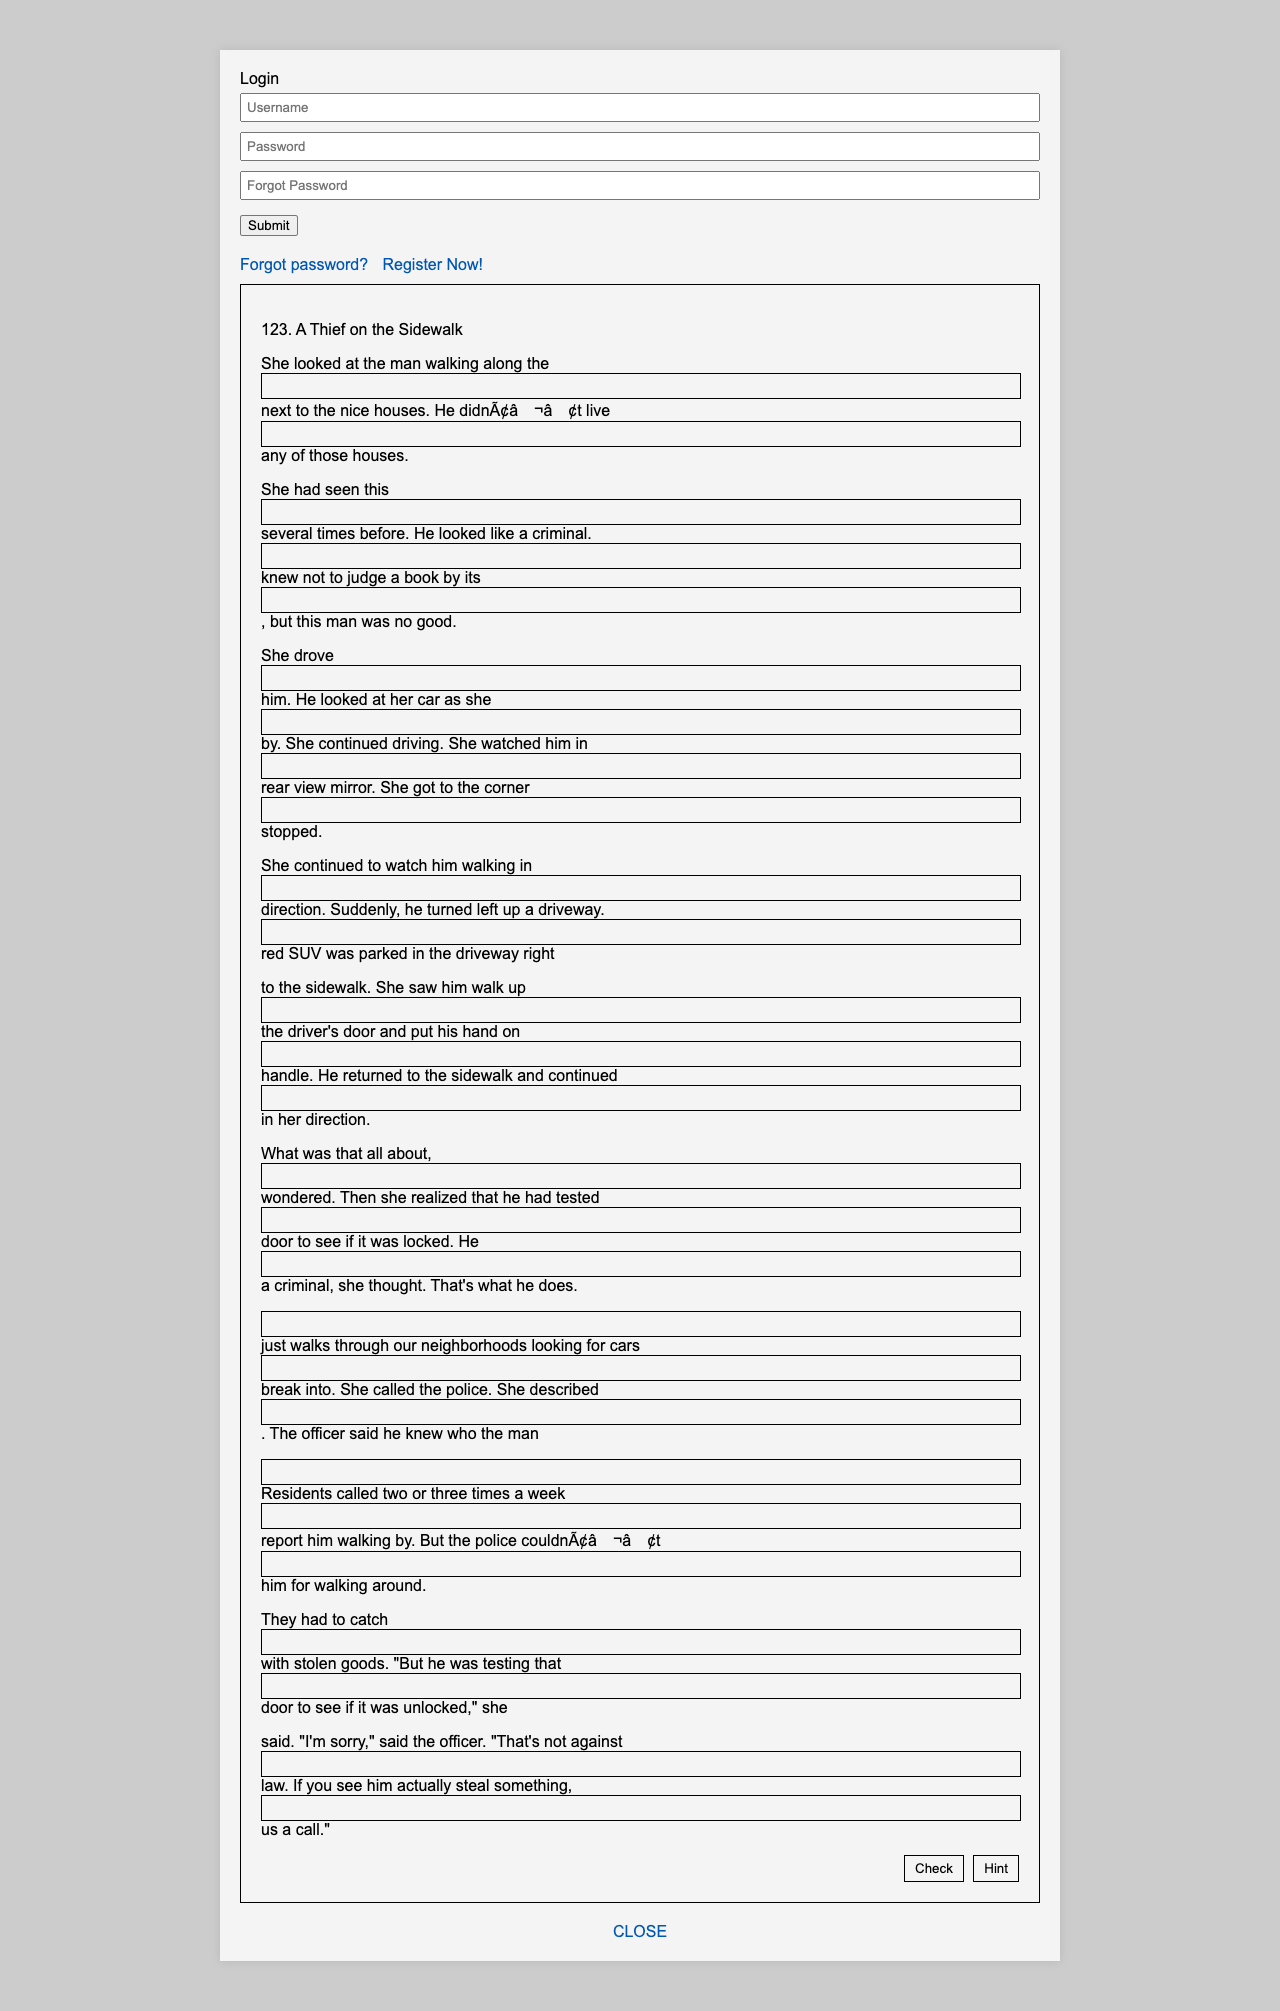 Login
Username
Password
Forgot Password
Submit
Forgot password? Register Now!
123. A Thief on the Sidewalk
She looked at the man walking along the
next to the nice houses. He didnÃ¢â ¬â ¢t live
any of those houses.
She had seen this
several times before. He looked like a criminal.
knew not to judge a book by its
, but this man was no good.
She drove
him. He looked at her car as she
by. She continued driving. She watched him in
rear view mirror. She got to the corner
stopped.
She continued to watch him walking in
direction. Suddenly, he turned left up a driveway.
red SUV was parked in the driveway right
to the sidewalk. She saw him walk up
the driver's door and put his hand on
handle. He returned to the sidewalk and continued
in her direction.
What was that all about,
wondered. Then she realized that he had tested
door to see if it was locked. He
a criminal, she thought. That's what he does.
just walks through our neighborhoods looking for cars
break into. She called the police. She described
. The officer said he knew who the man
Residents called two or three times a week
report him walking by. But the police couldnÃ¢â ¬â ¢t
him for walking around.
They had to catch
with stolen goods. "But he was testing that
door to see if it was unlocked," she
said. "I'm sorry," said the officer. "That's not against
law. If you see him actually steal something,
us a call."
Check Hint
CLOSE